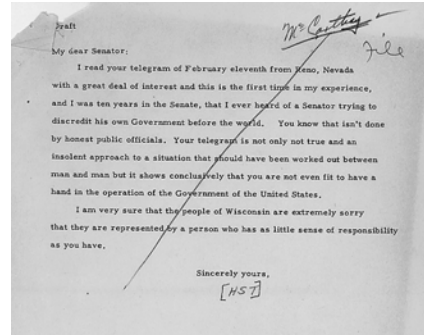 Draft
McCarthy
File
My dear Senator:
I read your telegram of February eleventh from Reno, Nevada
with a great deal of interest and this is the first time in my experience,
and I was ten years in the Senate, that I ever heard of a Senator trying to
discredit his own Government before the world. You know that isn't done
by honest public officials. Your telegram is not only not true and an
insolent approach to a situation that should have been worked out between
man and man but it shows conclusively that you are not even fit to have a
hand in the operation of the Government of the United States.
I am very sure that the people of Wisconsin are extremely sorry
that they are represented by a person who has as little sense of responsibility
as you have.
Sincerely yours,
[HST]